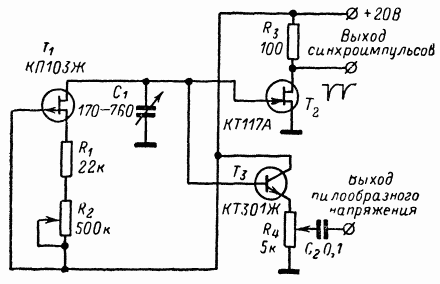 +20В
R3
100
Выход
синхроимпульсов
T1
КП103Ж
C1
170–760
T2
КТ117А
R1
22к
T3
КТ301Ж
Выход
пилообразного
напряжения
R2
500к
R4
5к
C2 0,1